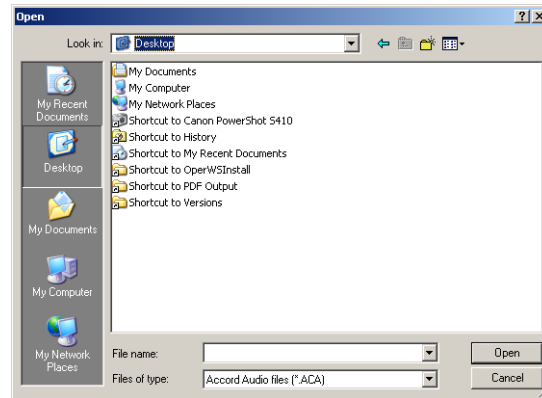 Open
Look in:
Desktop
My Recent
Documents
Desktop
My Documents
My Computer
My Network
Places
My Documents
My Computer
My Network Places
Shortcut to Canon PowerShot S410
Shortcut to History
Shortcut to My Recent Documents
Shortcut to OperWSInstall
Shortcut to PDF Output
Shortcut to Versions
File name:
Open
Files of type:
Accord Audio files (*.ACA)
Cancel